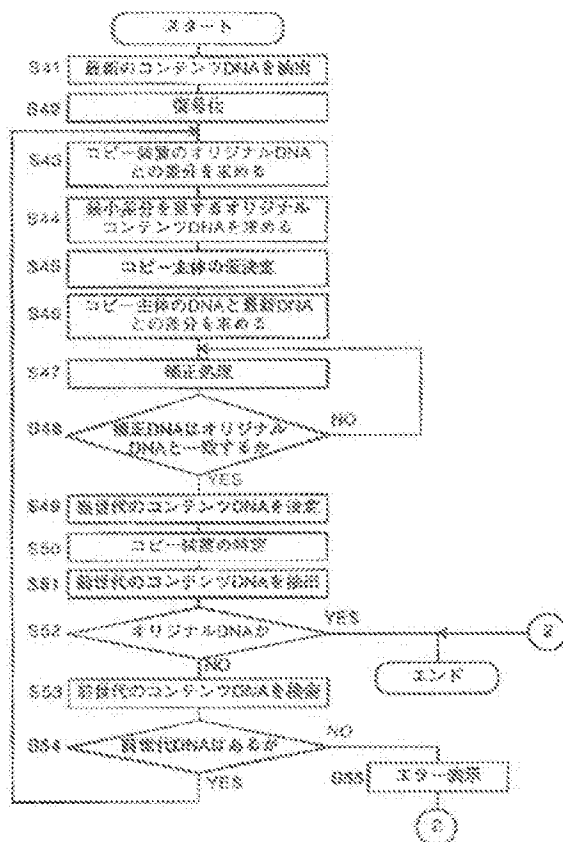 スタート
S41
最新のコンテンツDNAを抽出
S42
復号化
S43
コピー装置のオリジナルDNA
との差分を求める
S44
最小差分を示すオリジナル
コンテンツDNAを求める
S45
コピー主体の仮決定
S46
コピー主体のDNAと最新DNA
との差分を求める
S47
補正処理
S48
補正DNAはオリジナル
DNAと一致するか
NO
YES
S49
前世代のコンテンツDNAを決定
S50
コピー装置の特定
S51
前世代のコンテンツDNAを抽出
S52
オリジナルDNAか
YES
2
エンド
NO
S53
前世代のコンテンツDNAを検索
S54
前世代DNAはあるか
NO
YES
S55
エラー表示